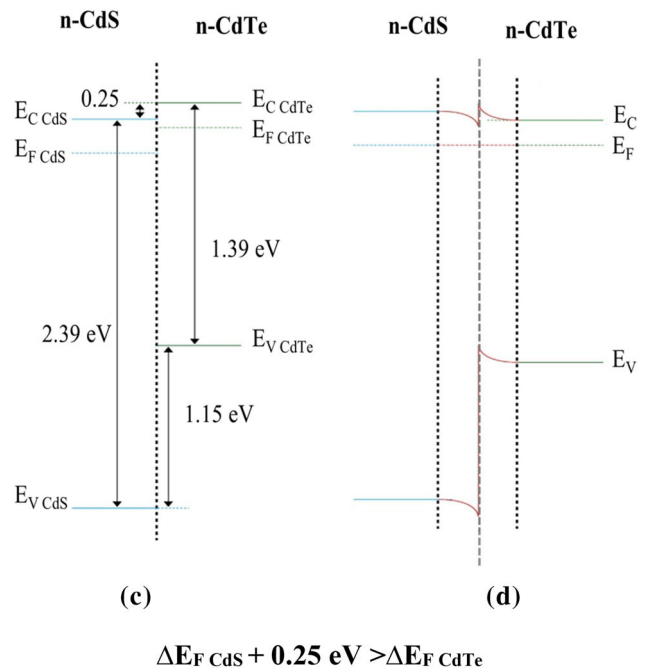 n-CdS n-CdTe
0.25
E_C CdS
E_C CdTe
E_F CdS
E_F CdTe
1.39 eV
2.39 eV
E_V CdTe
1.15 eV
E_V CdS
(c)
n-CdS n-CdTe
E_C
E_F
E_V
(d)
ΔE_F CdS + 0.25 eV >ΔE_F CdTe